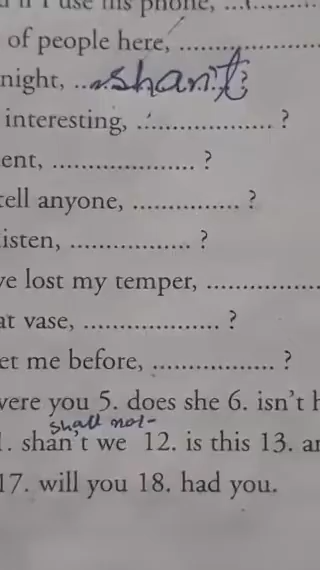 if I use his phone, ...
of people here, ...................
night, ... shan't ?
interesting, ................... ?
ent, ................... ?
tell anyone, ................... ?
isten, ................... ?
ve lost my temper, ...................
at vase, ................... ?
et me before, ................... ?
were you 5. does she 6. isn't h
shall not
1. shan't we 12. is this 13. ar
17. will you 18. had you.